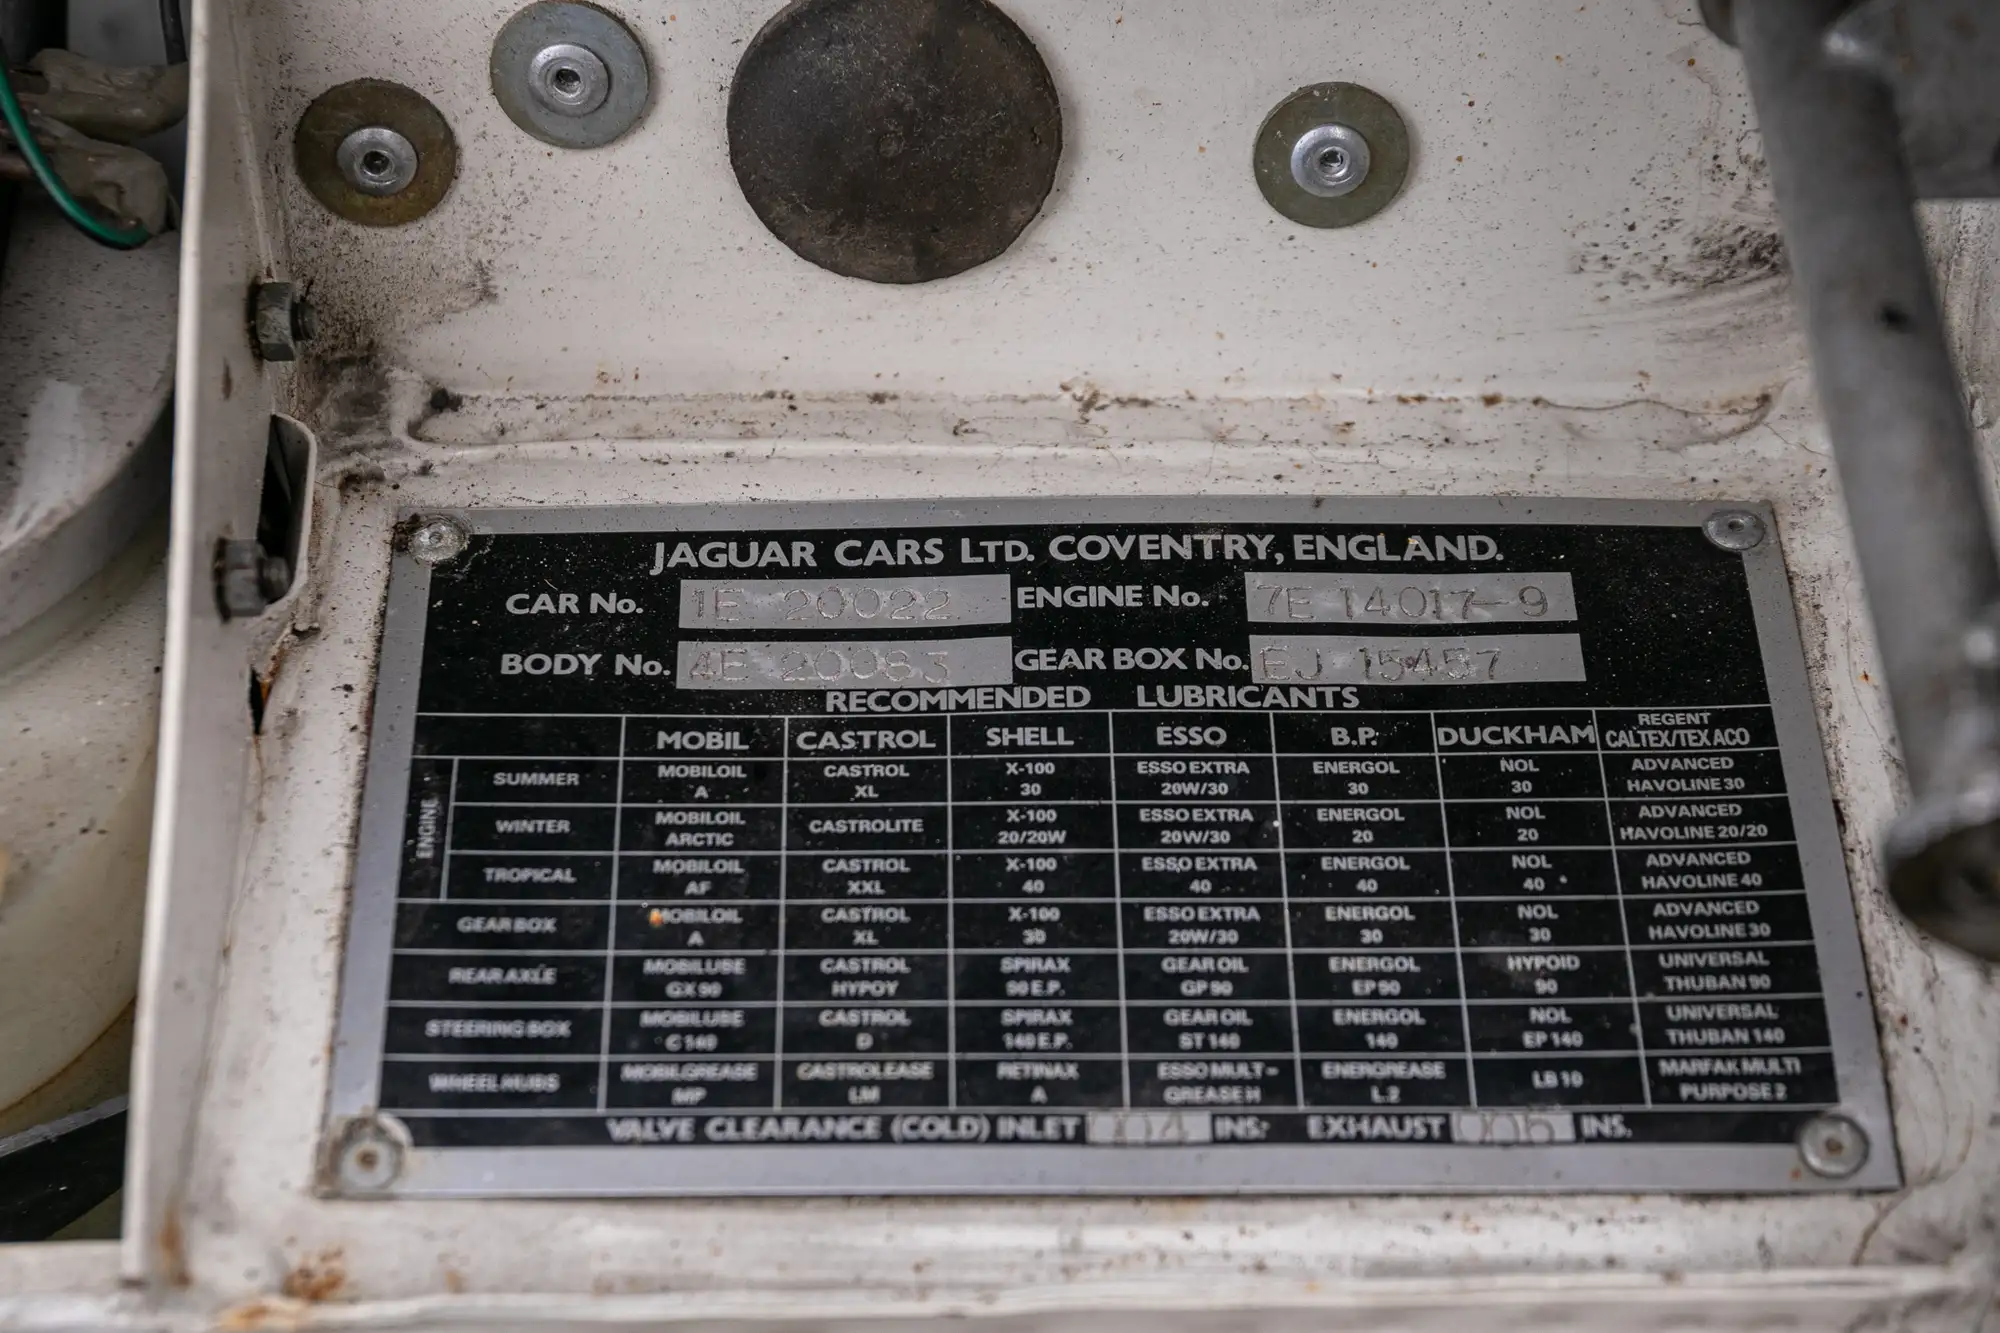 JAGUAR CARS LTD. COVENTRY, ENGLAND.
CAR No. 1E 20022 ENGINE No. 7E 14017-9
BODY No. 4E 20083 GEAR BOX No. EJ 15457
RECOMMENDED LUBRICANTS
MOBIL CASTROL SHELL ESSO B.P. DUCKHAM REGENT CALTEX/TEXACO
ENGINE
SUMMER MOBILOIL A CASTROL XL X-100 30 ESSO EXTRA 20W/30 ENERGOL 30 NOL 30 ADVANCED HAVOLINE 30
WINTER MOBILOIL ARCTIC CASTROLITE X-100 20/20W ESSO EXTRA 20W/30 ENERGOL 20 NOL 20 ADVANCED HAVOLINE 20/20
TROPICAL MOBILOIL AF CASTROL XXL X-100 40 ESSO EXTRA 40 ENERGOL 40 NOL 40 ADVANCED HAVOLINE 40
GEAR BOX MOBILOIL A CASTROL XL X-100 30 ESSO EXTRA 20W/30 ENERGOL 30 NOL 30 ADVANCED HAVOLINE 30
REAR AXLE MOBILUBE GX 90 CASTROL HYPOY SPIRAX 90 E.P. GEAR OIL GP 90 ENERGOL EP 90 HYPOID 90 UNIVERSAL THUBAN 90
STEERING BOX MOBILUBE C 140 CASTROL D SPIRAX 140 E.P. GEAR OIL ST 140 ENERGOL 140 NOL EP 140 UNIVERSAL THUBAN 140
WHEEL HUBS MOBILGREASE MP CASTROLEASE LM RETINAX A ESSO MULT- GREASE H ENERGREASE L.2 LB 10 MARFAK MULTI PURPOSE 2
VALVE CLEARANCE (COLD) INLET .004 INS: EXHAUST .006 INS.